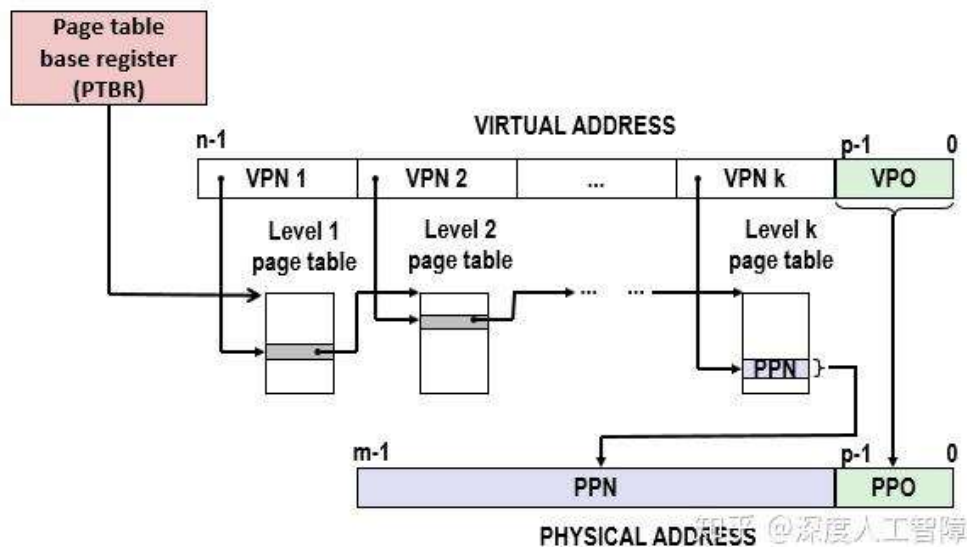 Page table
base register
(PTBR)
VIRTUAL ADDRESS
n-1
p-1
0
VPN 1
VPN 2
...
VPN k
VPO
Level 1
page table
Level 2
page table
Level k
page table
...
...
PPN
m-1
p-1
0
PPN
PPO
PHYSICAL ADDRESS
知乎 @深度人工智障